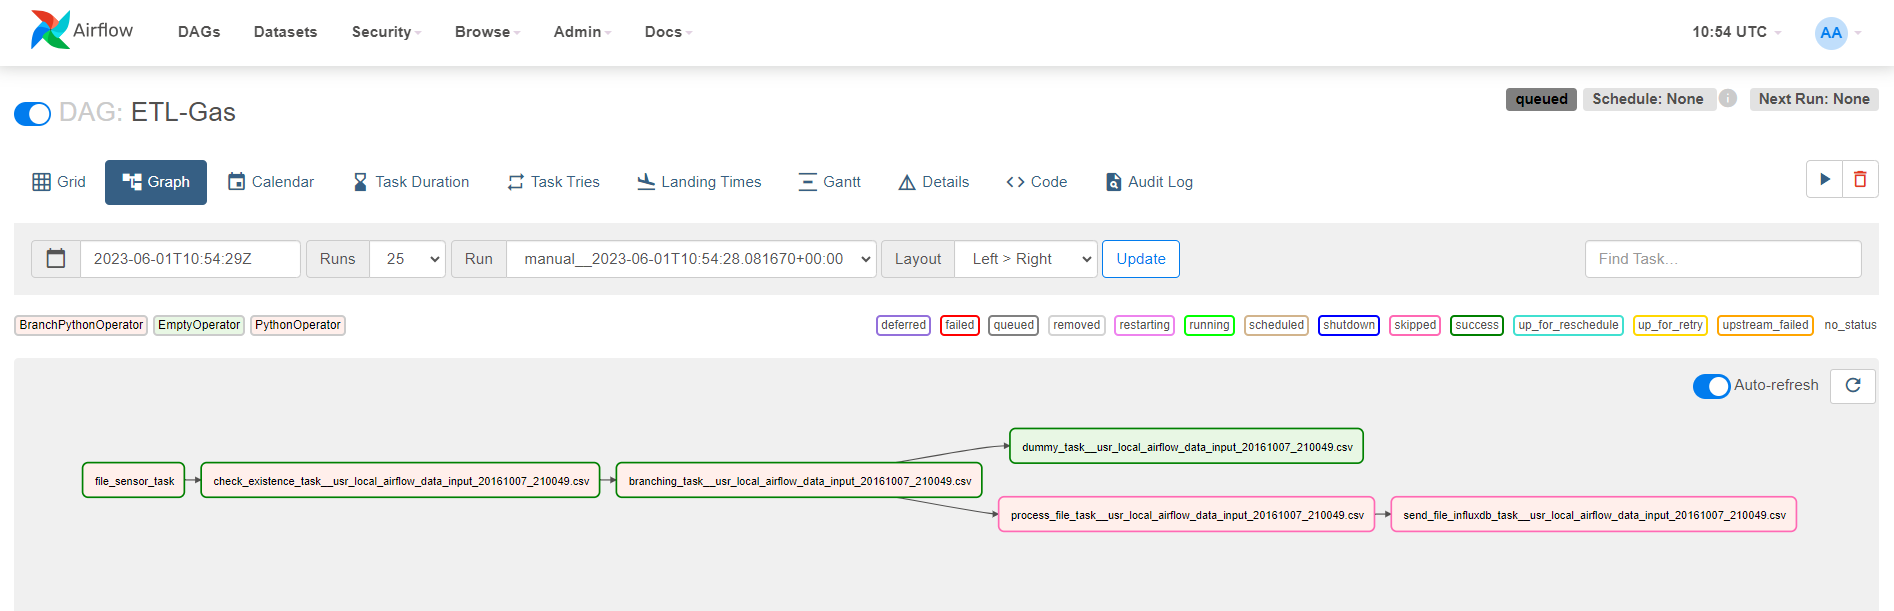 Airflow DAGs Datasets Security Browse Admin Docs 10:54 UTC AA
DAG: ETL-Gas queued Schedule: None i Next Run: None
Grid Graph Calendar Task Duration Task Tries Landing Times Gantt Details Code Audit Log
2023-06-01T10:54:29Z Runs 25 Run manual__2023-06-01T10:54:28.081670+00:00 Layout Left > Right Update Find Task...
BranchPythonOperator EmptyOperator PythonOperator deferred failed queued removed restarting running scheduled shutdown skipped success up_for_reschedule up_for_retry upstream_failed no_status
Auto-refresh
dummy_task__usr_local_airflow_data_input_20161007_210049.csv
file_sensor_task check_existence_task__usr_local_airflow_data_input_20161007_210049.csv branching_task__usr_local_airflow_data_input_20161007_210049.csv
process_file_task__usr_local_airflow_data_input_20161007_210049.csv send_file_influxdb_task__usr_local_airflow_data_input_20161007_210049.csv